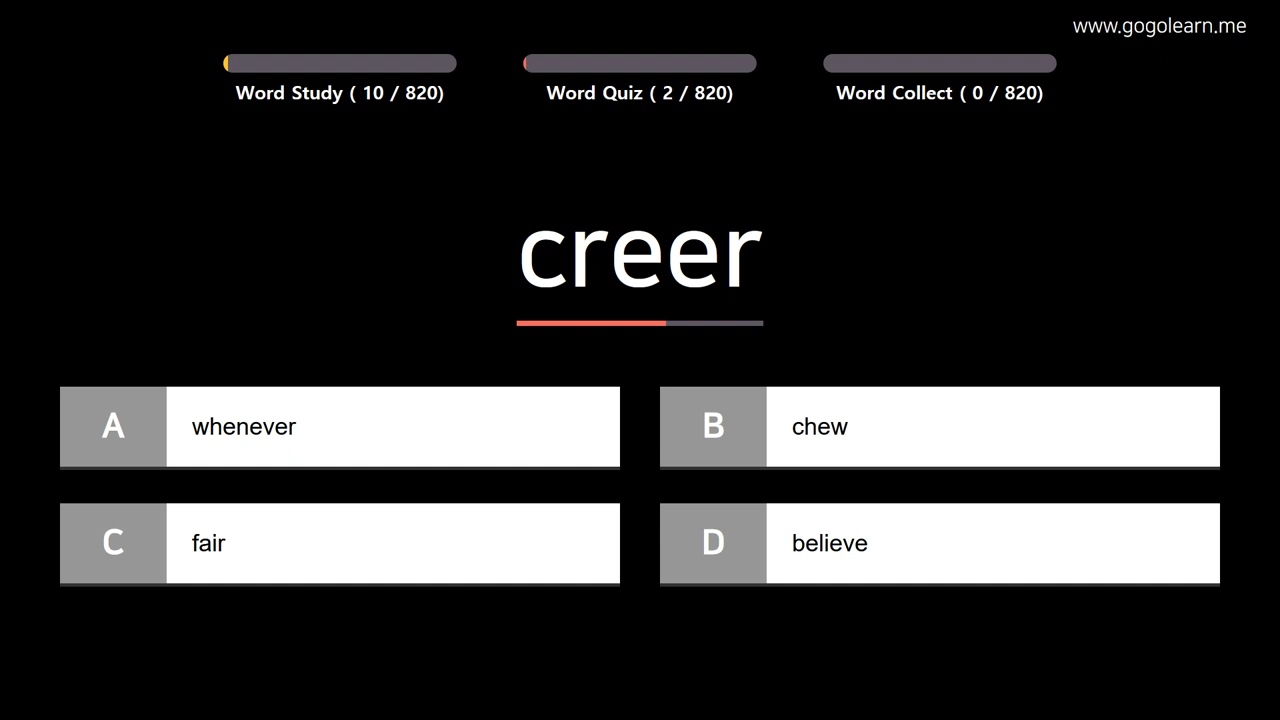 www.gogolearn.me
Word Study ( 10 / 820)
Word Quiz ( 2 / 820)
Word Collect ( 0 / 820)
creer
A whenever
B chew
C fair
D believe